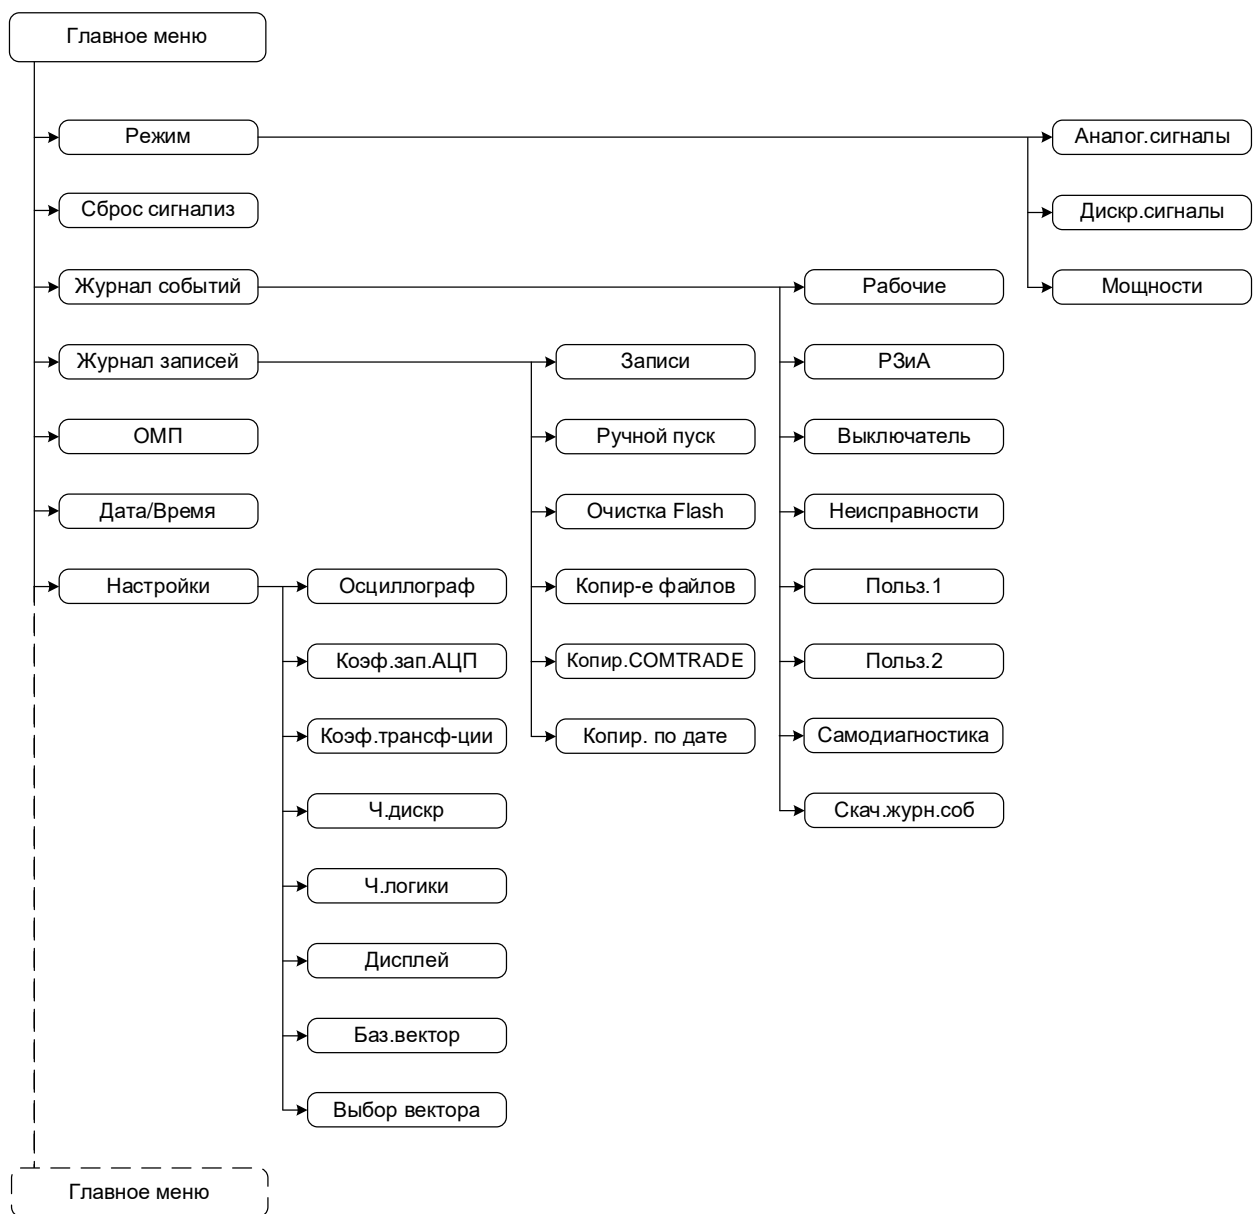 Главное меню
Режим
Аналог.сигналы
Сброс сигнализ
Дискр.сигналы
Журнал событий
Рабочие
Мощности
Журнал записей
Записи
РЗиА
ОМП
Ручной пуск
Выключатель
Дата/Время
Очистка Flash
Неисправности
Настройки
Осциллограф
Копир-е файлов
Польз.1
Коэф.зап.АЦП
Копир.COMTRADE
Польз.2
Коэф.трансф-ции
Копир. по дате
Самодиагностика
Ч.дискр
Скач.журн.соб
Ч.логики
Дисплей
Баз.вектор
Выбор вектора
Главное меню